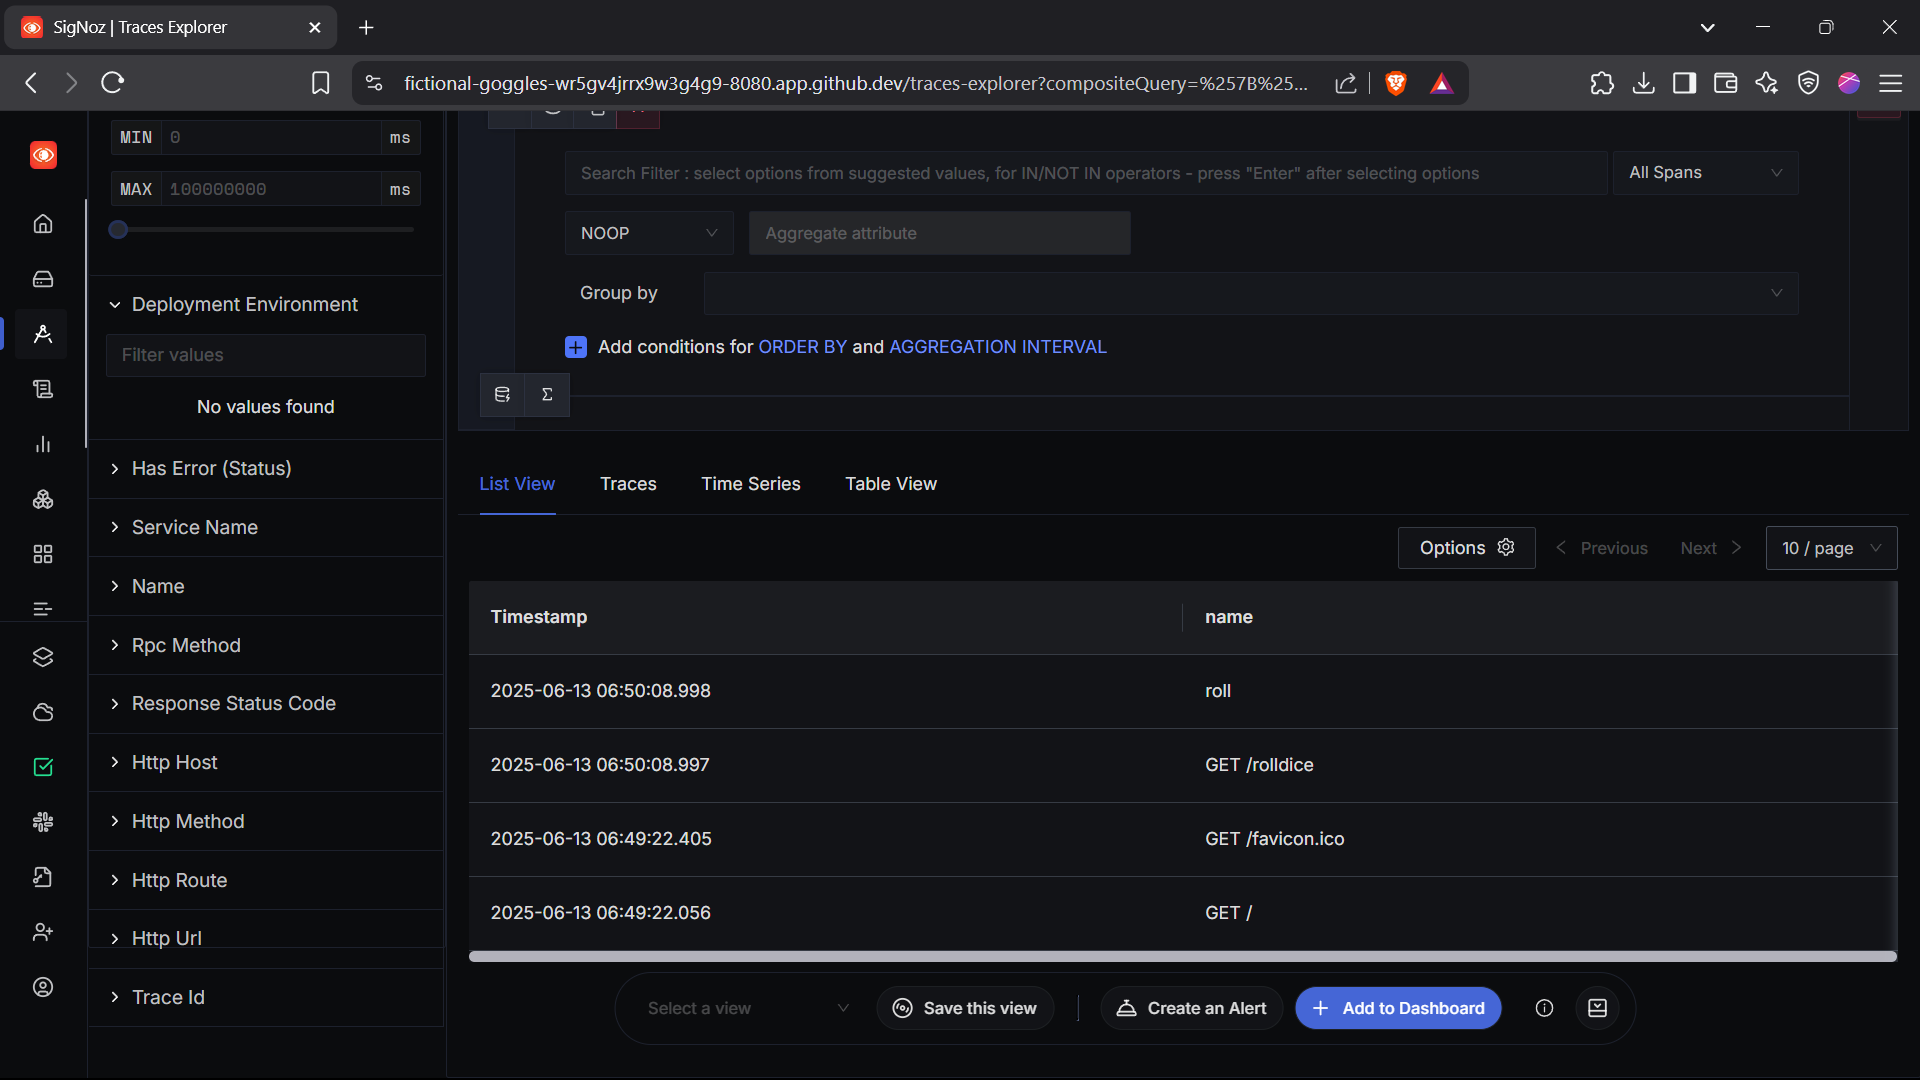 SigNoz | Traces Explorer
fictional-goggles-wr5gv4jrrx9w3g4g9-8080.app.github.dev/traces-explorer?compositeQuery=%257B%25...
MIN 0 ms
MAX 100000000 ms
Deployment Environment
Filter values
No values found
Has Error (Status)
Service Name
Name
Rpc Method
Response Status Code
Http Host
Http Method
Http Route
Http Url
Trace Id
Search Filter : select options from suggested values, for IN/NOT IN operators - press "Enter" after selecting options
All Spans
NOOP
Aggregate attribute
Group by
Add conditions for ORDER BY and AGGREGATION INTERVAL
List View Traces Time Series Table View
Options Previous Next 10 / page
Timestamp name
2025-06-13 06:50:08.998 roll
2025-06-13 06:50:08.997 GET /rolldice
2025-06-13 06:49:22.405 GET /favicon.ico
2025-06-13 06:49:22.056 GET /
Select a view Save this view Create an Alert Add to Dashboard